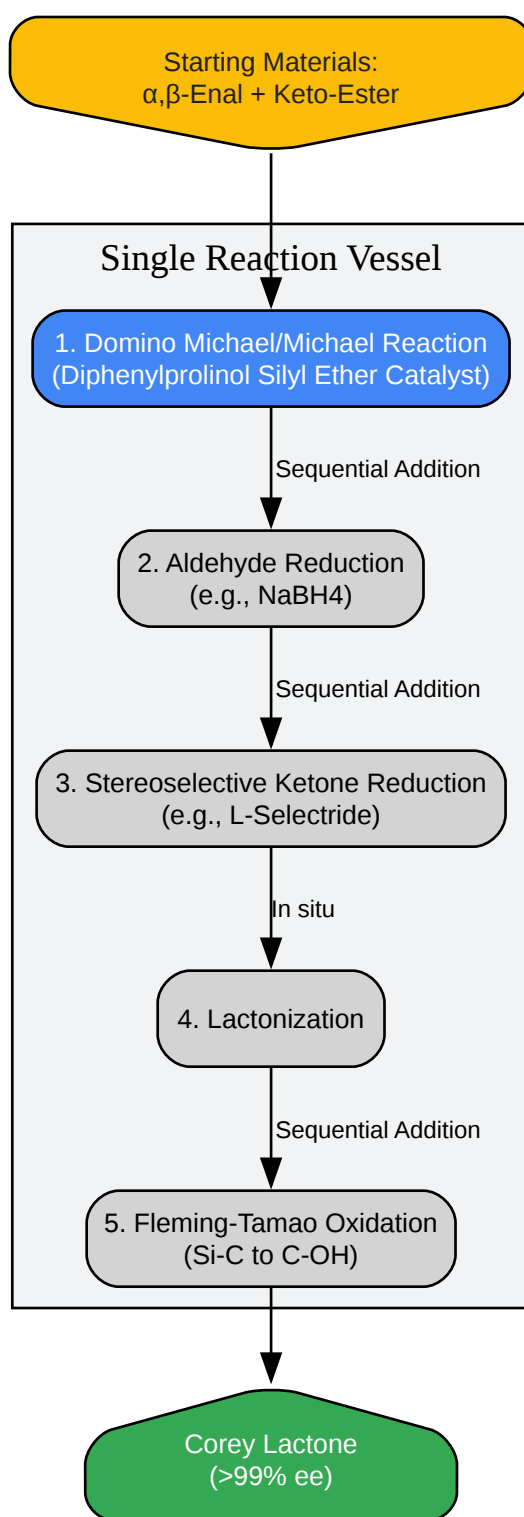 Starting Materials:
α,β-Enal + Keto-Ester
Single Reaction Vessel
1. Domino Michael/Michael Reaction
(Diphenylprolinol Silyl Ether Catalyst)
Sequential Addition
2. Aldehyde Reduction
(e.g., NaBH4)
Sequential Addition
3. Stereoselective Ketone Reduction
(e.g., L-Selectride)
In situ
4. Lactonization
Sequential Addition
5. Fleming-Tamao Oxidation
(Si-C to C-OH)
Corey Lactone
(>99% ee)